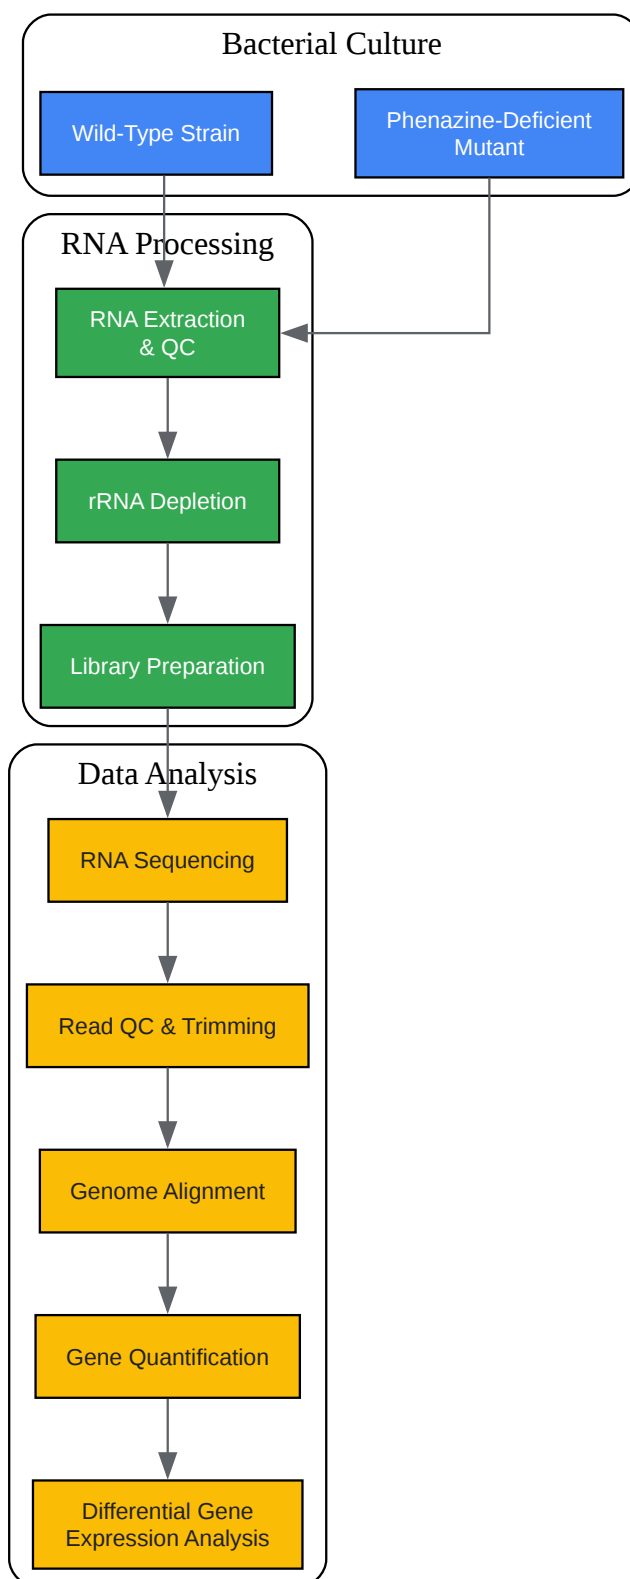 Bacterial Culture
Wild-Type Strain
Phenazine-Deficient
Mutant
RNA Processing
RNA Extraction
& QC
rRNA Depletion
Library Preparation
Data Analysis
RNA Sequencing
Read QC & Trimming
Genome Alignment
Gene Quantification
Differential Gene
Expression Analysis